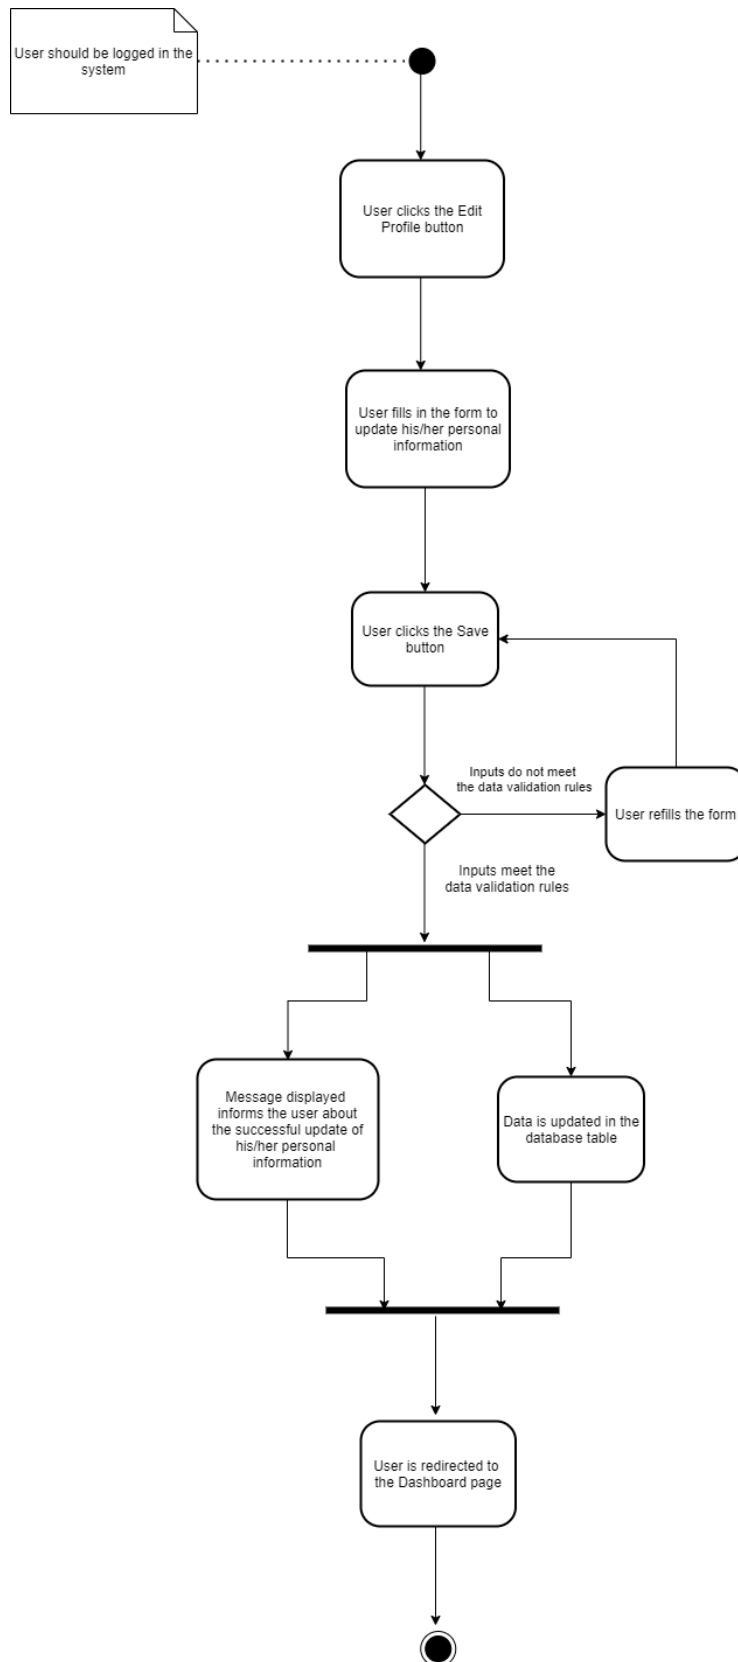 User should be logged in the
system
User clicks the Edit
Profile button
User fills in the form to
update his/her personal
information
User clicks the Save
button
Inputs do not meet
the data validation rules
User refills the form
Inputs meet the
data validation rules
Message displayed
informs the user about
the successful update of
his/her personal
information
Data is updated in the
database table
User is redirected to
the Dashboard page